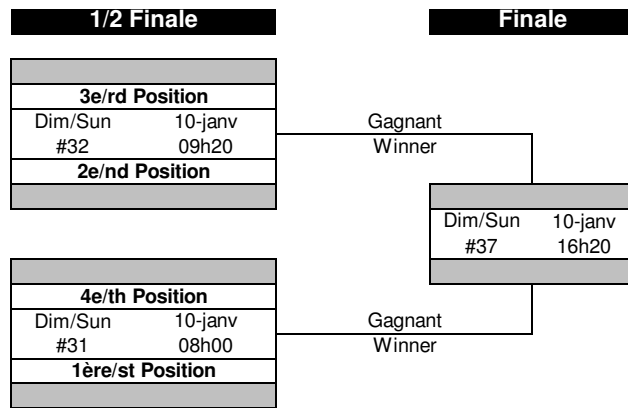 1/2 Finale
Finale
3e/rd Position
Dim/Sun 10-janv
#32 09h20
2e/nd Position
Gagnant
Winner
Dim/Sun 10-janv
#37 16h20
4e/th Position
Dim/Sun 10-janv
#31 08h00
1ère/st Position
Gagnant
Winner